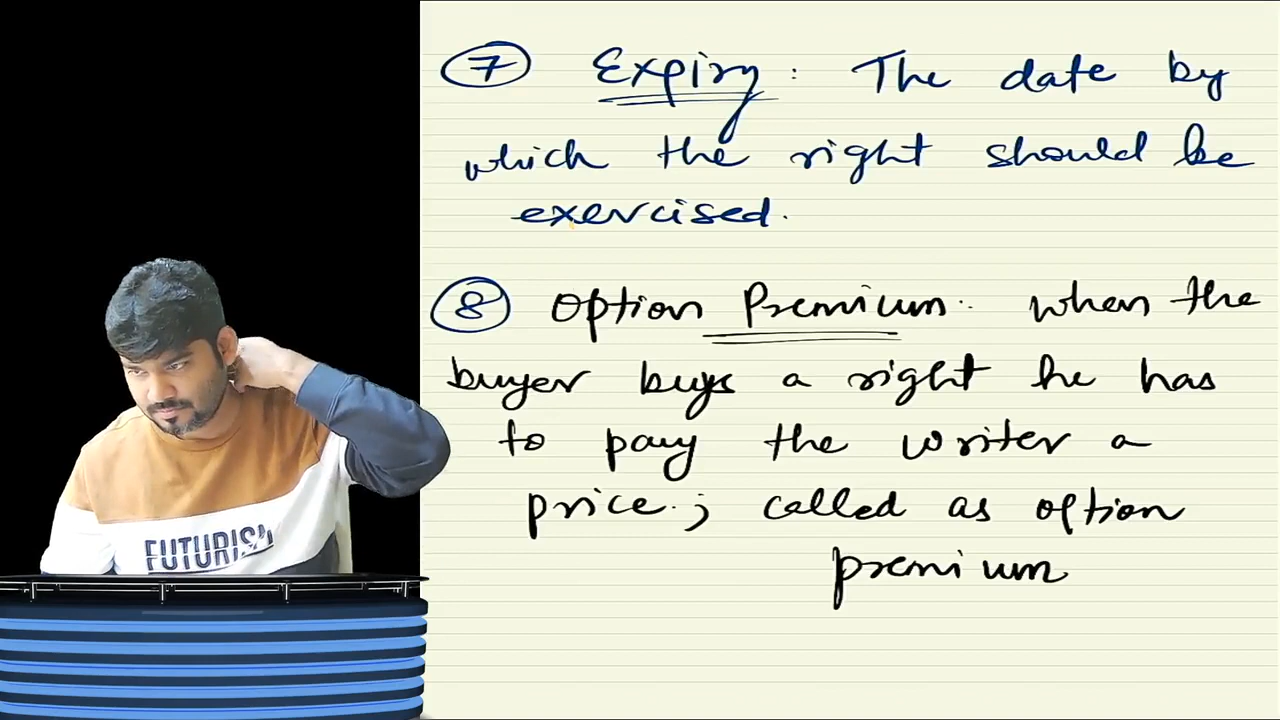 7 Expiry : The date by
which the right should be
exercised.
8 Option Premium : When the
buyer buys a right he has
to pay the writer a
price ; called as option
premium
FUTURISM